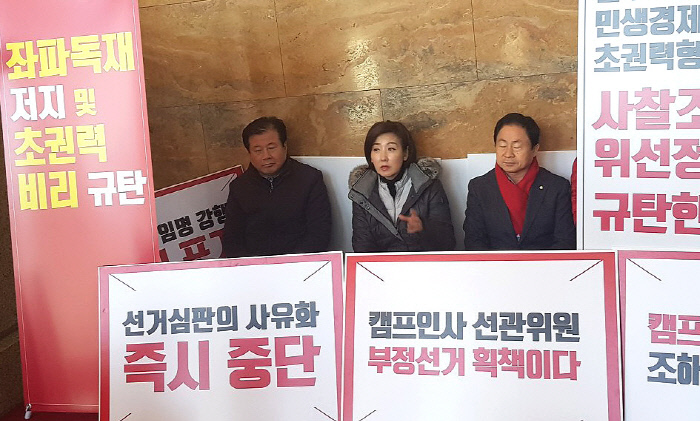 좌파독재
저지 및
초권력
비리 규탄
임명 강행
민생경제
초권력형
사찰조
위선정
규탄한
선거심판의 사유화
즉시 중단
캠프인사 선관위원
부정선거 획책이다
캠프
조해